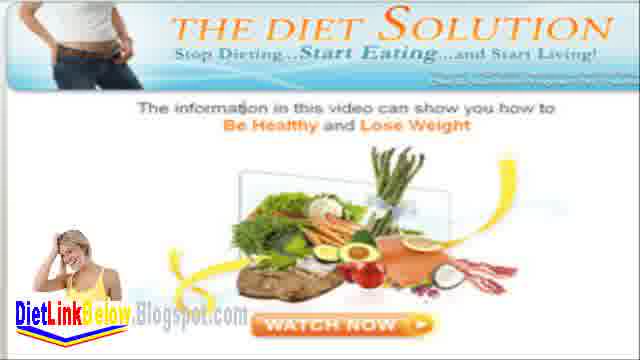 THE DIET SOLUTION
Stop Dieting...Start Eating...and Start Living!
The information in this video can show you how to
Be Healthy and Lose Weight
DietLinkBelow.Blogspot.com
WATCH NOW